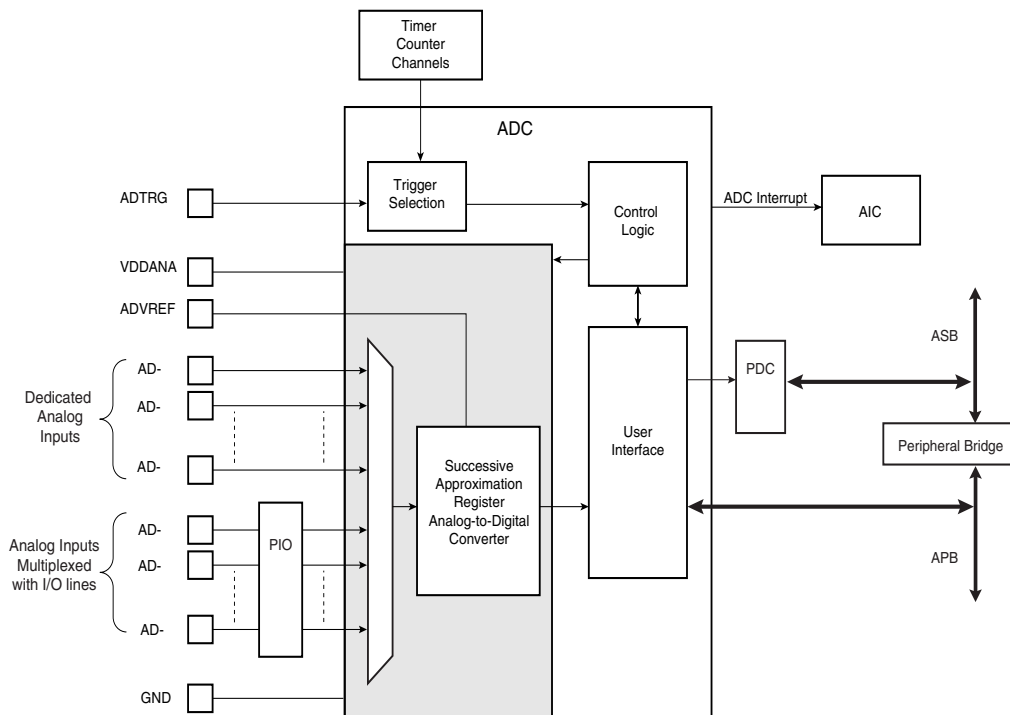 Timer
Counter
Channels
ADC
Trigger
Selection
Control
Logic
ADC Interrupt
AIC
ADTRG
VDDANA
ADVREF
ASB
PDC
Dedicated
Analog
Inputs
AD-
AD-
AD-
User
Interface
Peripheral Bridge
Successive
Approximation
Register
Analog-to-Digital
Converter
Analog Inputs
Multiplexed
with I/O lines
AD-
AD-
AD-
PIO
APB
GND